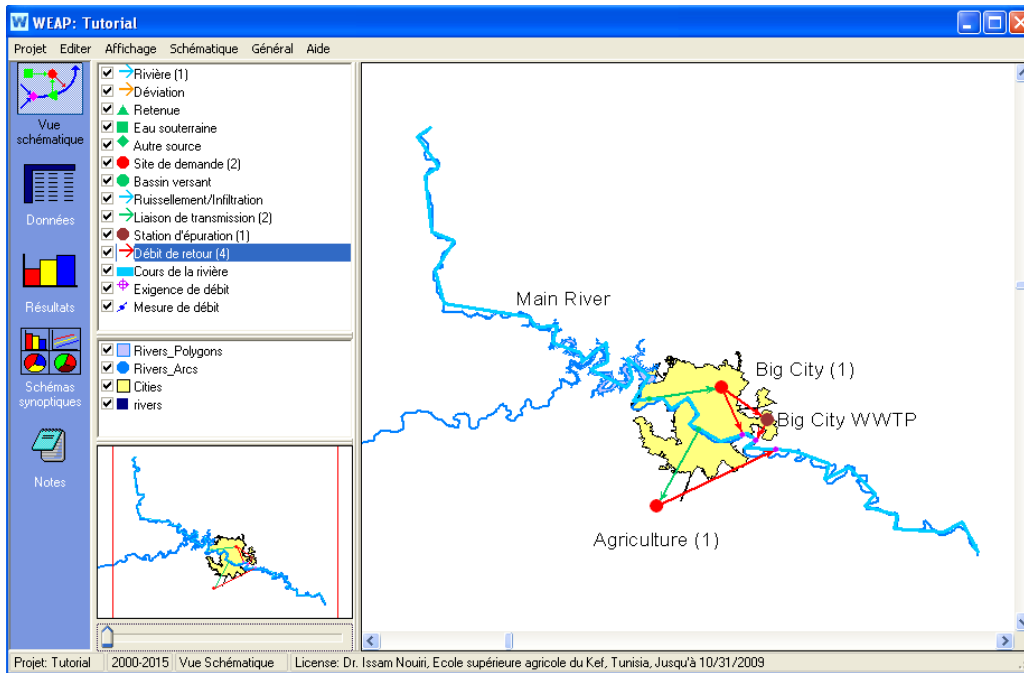 WEAP: Tutorial
Projet Editer Affichage Schématique Général Aide
Vue schématique
Données
Résultats
Schémas synoptiques
Notes
Rivière (1)
Déviation
Retenue
Eau souterraine
Autre source
Site de demande (2)
Bassin versant
Ruissellement/Infiltration
Liaison de transmission (2)
Station d'épuration (1)
Débit de retour (4)
Cours de la rivière
Exigence de débit
Mesure de débit
Rivers_Polygons
Rivers_Arcs
Cities
rivers
Main River
Big City (1)
Big City WWTP
Agriculture (1)
Projet: Tutorial 2000-2015 Vue Schématique License: Dr. Issam Nouiri, Ecole supérieure agricole du Kef, Tunisia, Jusqu'à 10/31/2009